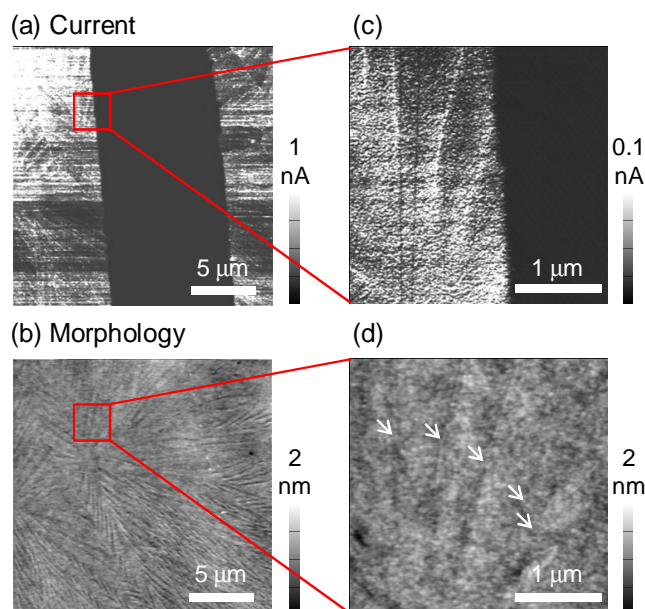 (a) Current
(c)
1
nA
5 μm
0.1
nA
1 μm
(b) Morphology
(d)
2
nm
5 μm
2
nm
1 μm